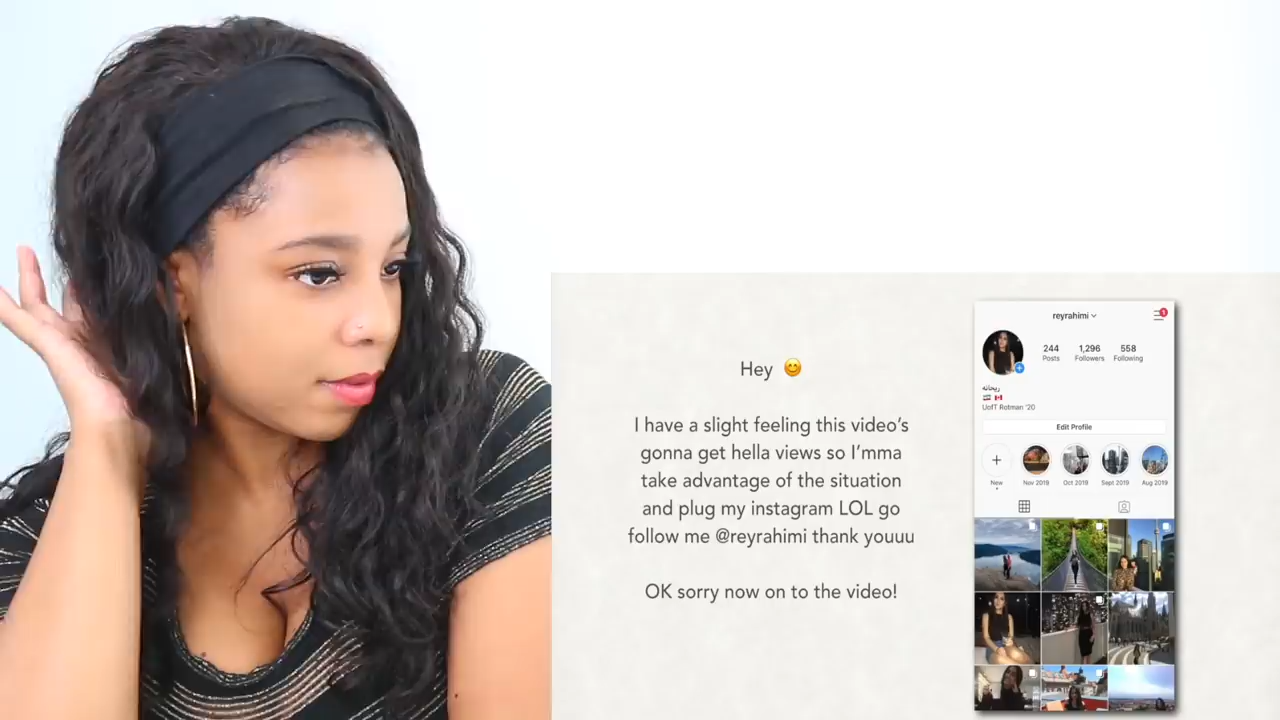 Hey 😊
I have a slight feeling this video's
gonna get hella views so I'mma
take advantage of the situation
and plug my instagram LOL go
follow me @reyrahimi thank youuu
OK sorry now on to the video!
reyrahimi
1
244 1,296 558
Posts Followers Following
ریحانه
UofT Rotman '20
Edit Profile
New Nov 2019 Oct 2019 Sept 2019 Aug 2019